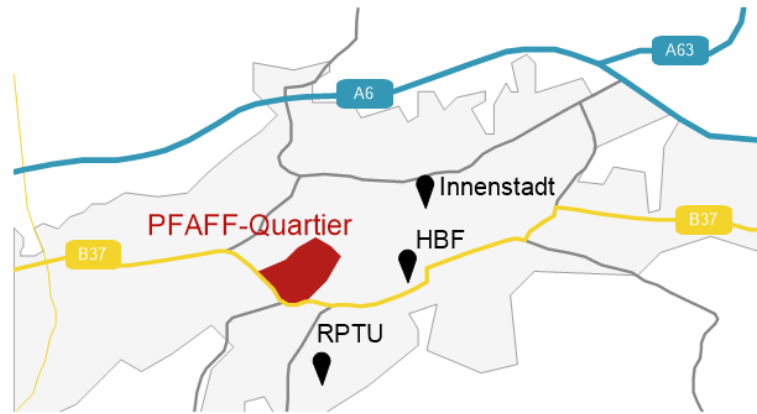 A63
A6
Innenstadt
PFAFF-Quartier
B37
HBF
B37
RPTU